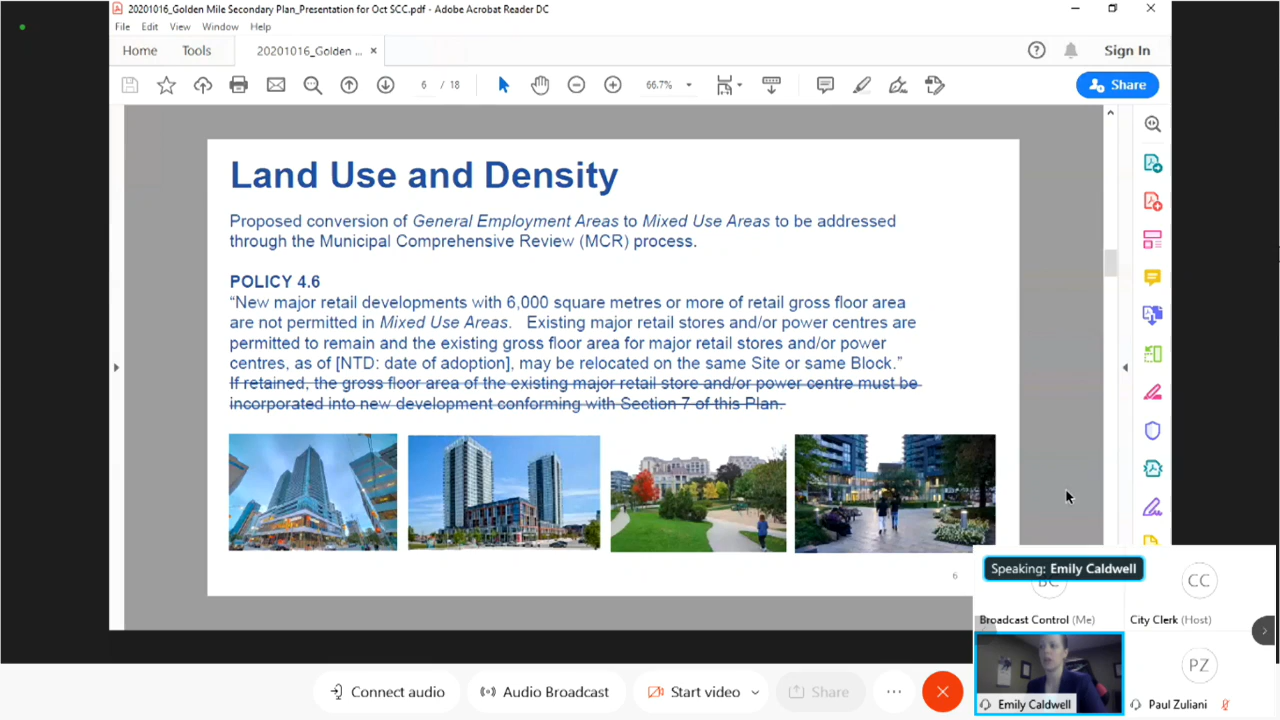 20201016_Golden Mile Secondary Plan_Presentation for Oct SCC.pdf - Adobe Acrobat Reader DC
File Edit View Window Help
Home Tools 20201016_Golden ... × Sign In
6 / 18 66.7% Share
Land Use and Density
Proposed conversion of General Employment Areas to Mixed Use Areas to be addressed
through the Municipal Comprehensive Review (MCR) process.
POLICY 4.6
“New major retail developments with 6,000 square metres or more of retail gross floor area
are not permitted in Mixed Use Areas. Existing major retail stores and/or power centres are
permitted to remain and the existing gross floor area for major retail stores and/or power
centres, as of [NTD: date of adoption], may be relocated on the same Site or same Block.”
If retained, the gross floor area of the existing major retail store and/or power centre must be
incorporated into new development conforming with Section 7 of this Plan.
6
Speaking: Emily Caldwell
BC CC
Broadcast Control (Me) City Clerk (Host)
PZ
Emily Caldwell Paul Zuliani
Connect audio Audio Broadcast Start video Share